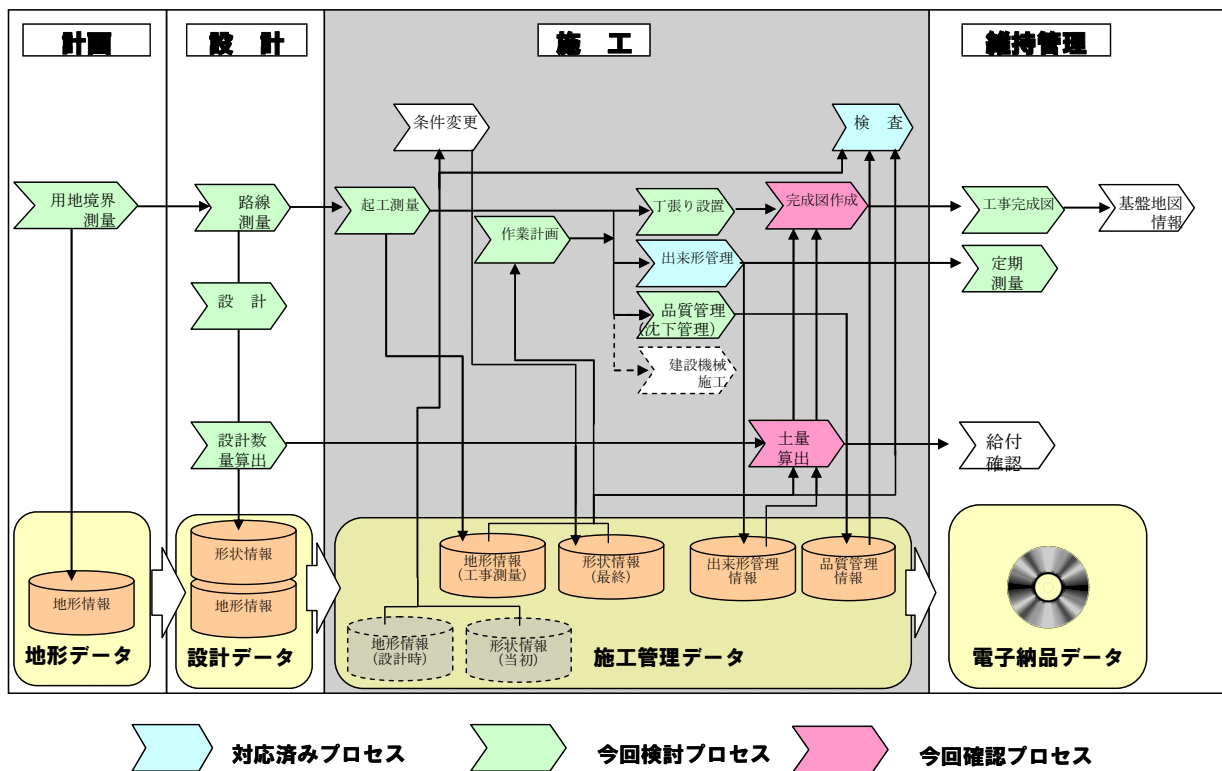 計画
設 計
施 工
維持管理
条件変更
検 査
用地境界
測量
路線
測量
起工測量
丁張り設置
完成図作成
工事完成図
基盤地図
情報
作業計画
出来形管理
定期
測量
設 計
品質管理
(沈下管理)
建設機械
施工
設計数
量算出
土量
算出
給付
確認
形状情報
地形情報
地形情報
(工事測量)
形状情報
(最終)
出来形管理
情報
品質管理
情報
地形情報
地形情報
(設計時)
形状情報
(当初)
地形データ
設計データ
施工管理データ
電子納品データ
対応済みプロセス
今回検討プロセス
今回確認プロセス